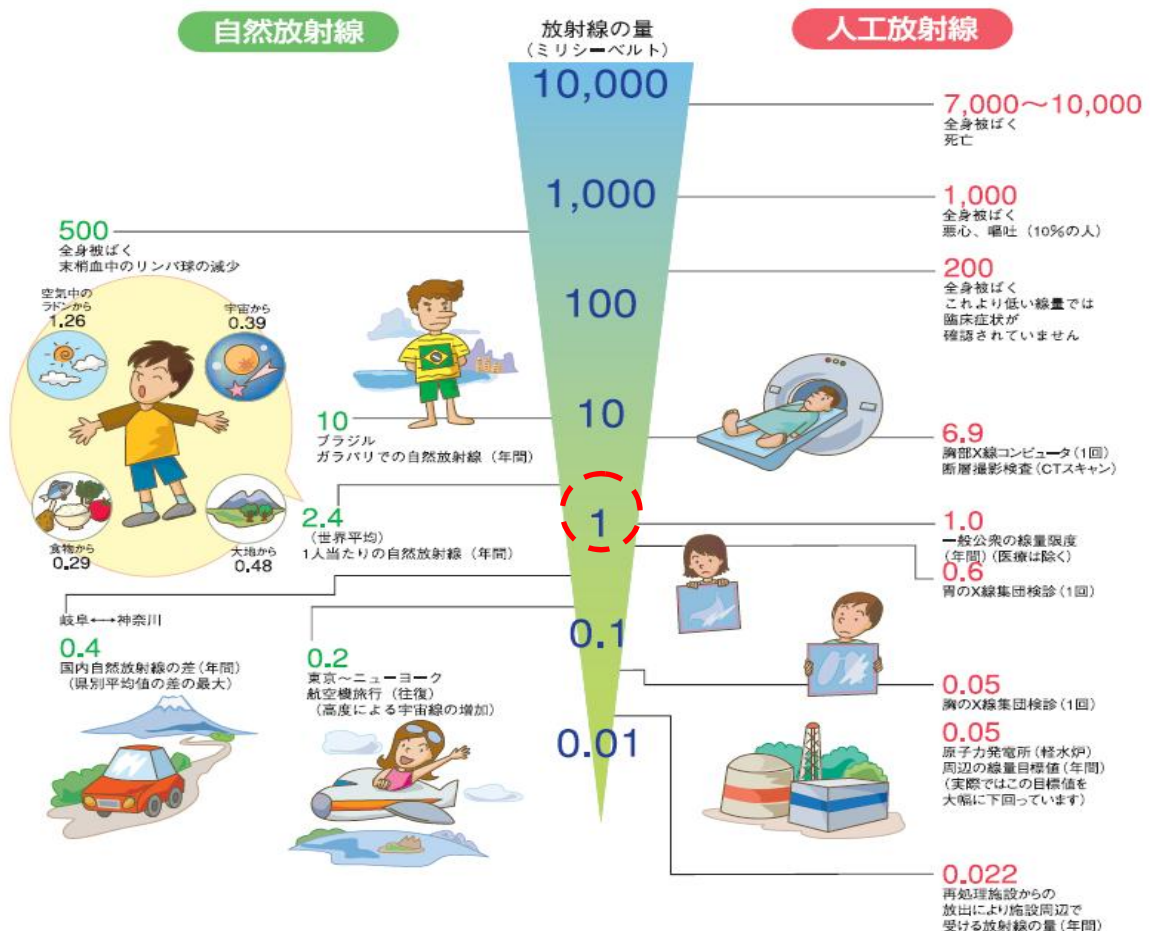 自然放射線
放射線の量
（ミリシーベルト）
人工放射線
10,000
1,000
100
10
1
0.1
0.01
500
全身被ばく
末梢血中のリンパ球の減少
空気中の
ラドンから
1.26
宇宙から
0.39
食物から
0.29
大地から
0.48
10
ブラジル
ガラパリでの自然放射線（年間）
2.4
（世界平均）
1人当たりの自然放射線（年間）
岐阜⟷神奈川
0.4
国内自然放射線の差（年間）
（県別平均値の差の最大）
0.2
東京～ニューヨーク
航空機旅行（往復）
（高度による宇宙線の増加）
7,000～10,000
全身被ばく
死亡
1,000
全身被ばく
悪心、嘔吐（10％の人）
200
全身被ばく
これより低い線量では
臨床症状が
確認されていません
6.9
胸部X線コンピュータ（1回）
断層撮影検査（CTスキャン）
1.0
一般公衆の線量限度
（年間）（医療は除く）
0.6
胃のX線集団検診（1回）
0.05
胸のX線集団検診（1回）
0.05
原子力発電所（軽水炉）
周辺の線量目標値（年間）
（実際ではこの目標値を
大幅に下回っています）
0.022
再処理施設からの
放出により施設周辺で
受ける放射線の量（年間）